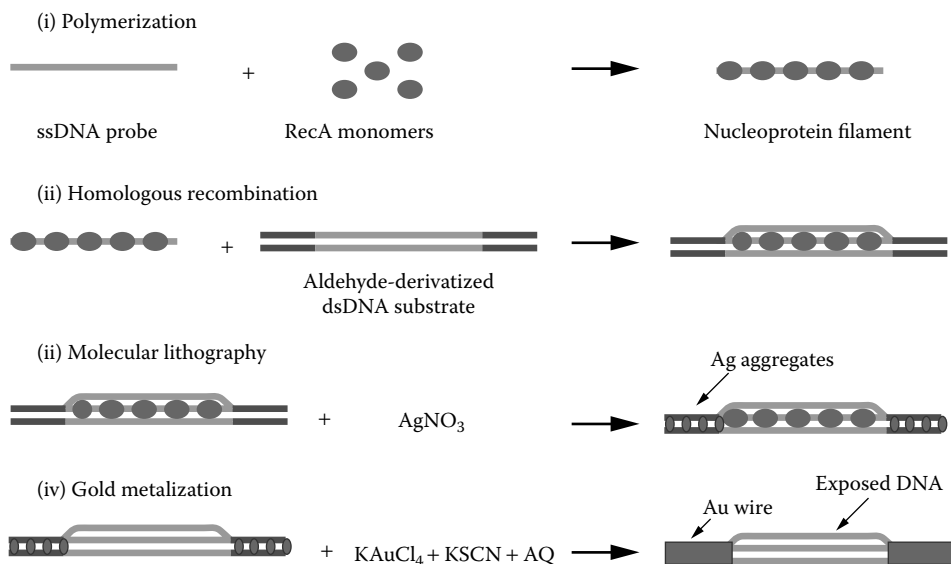 (i) Polymerization
+
ssDNA probe
RecA monomers
Nucleoprotein filament
(ii) Homologous recombination
+
Aldehyde-derivatized
dsDNA substrate
(ii) Molecular lithography
Ag aggregates
+
AgNO₃
(iv) Gold metalization
Exposed DNA
Au wire
+
KAuCl₄ + KSCN + AQ